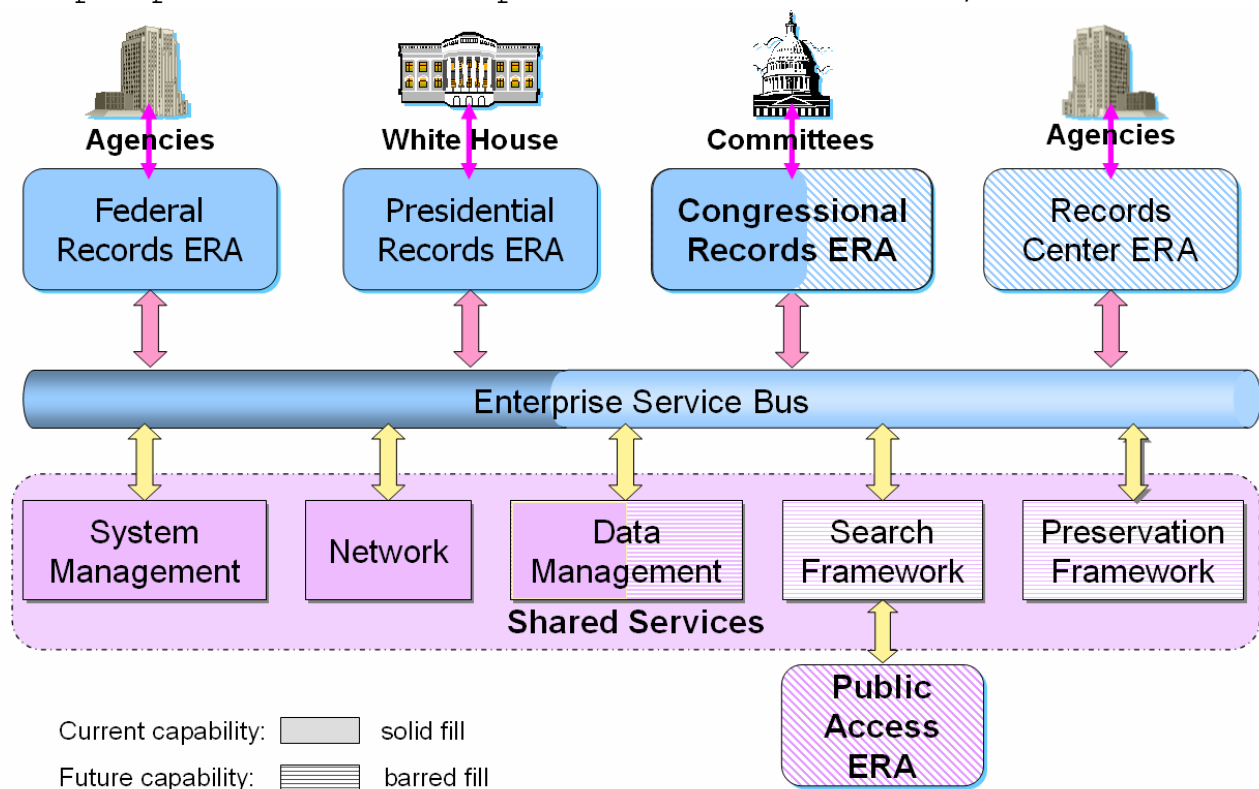 Agencies
White House
Committees
Agencies
Federal
Records ERA
Presidential
Records ERA
Congressional
Records ERA
Records
Center ERA
Enterprise Service Bus
System
Management
Network
Data
Management
Search
Framework
Preservation
Framework
Shared Services
Public
Access
ERA
Current capability: solid fill
Future capability: barred fill